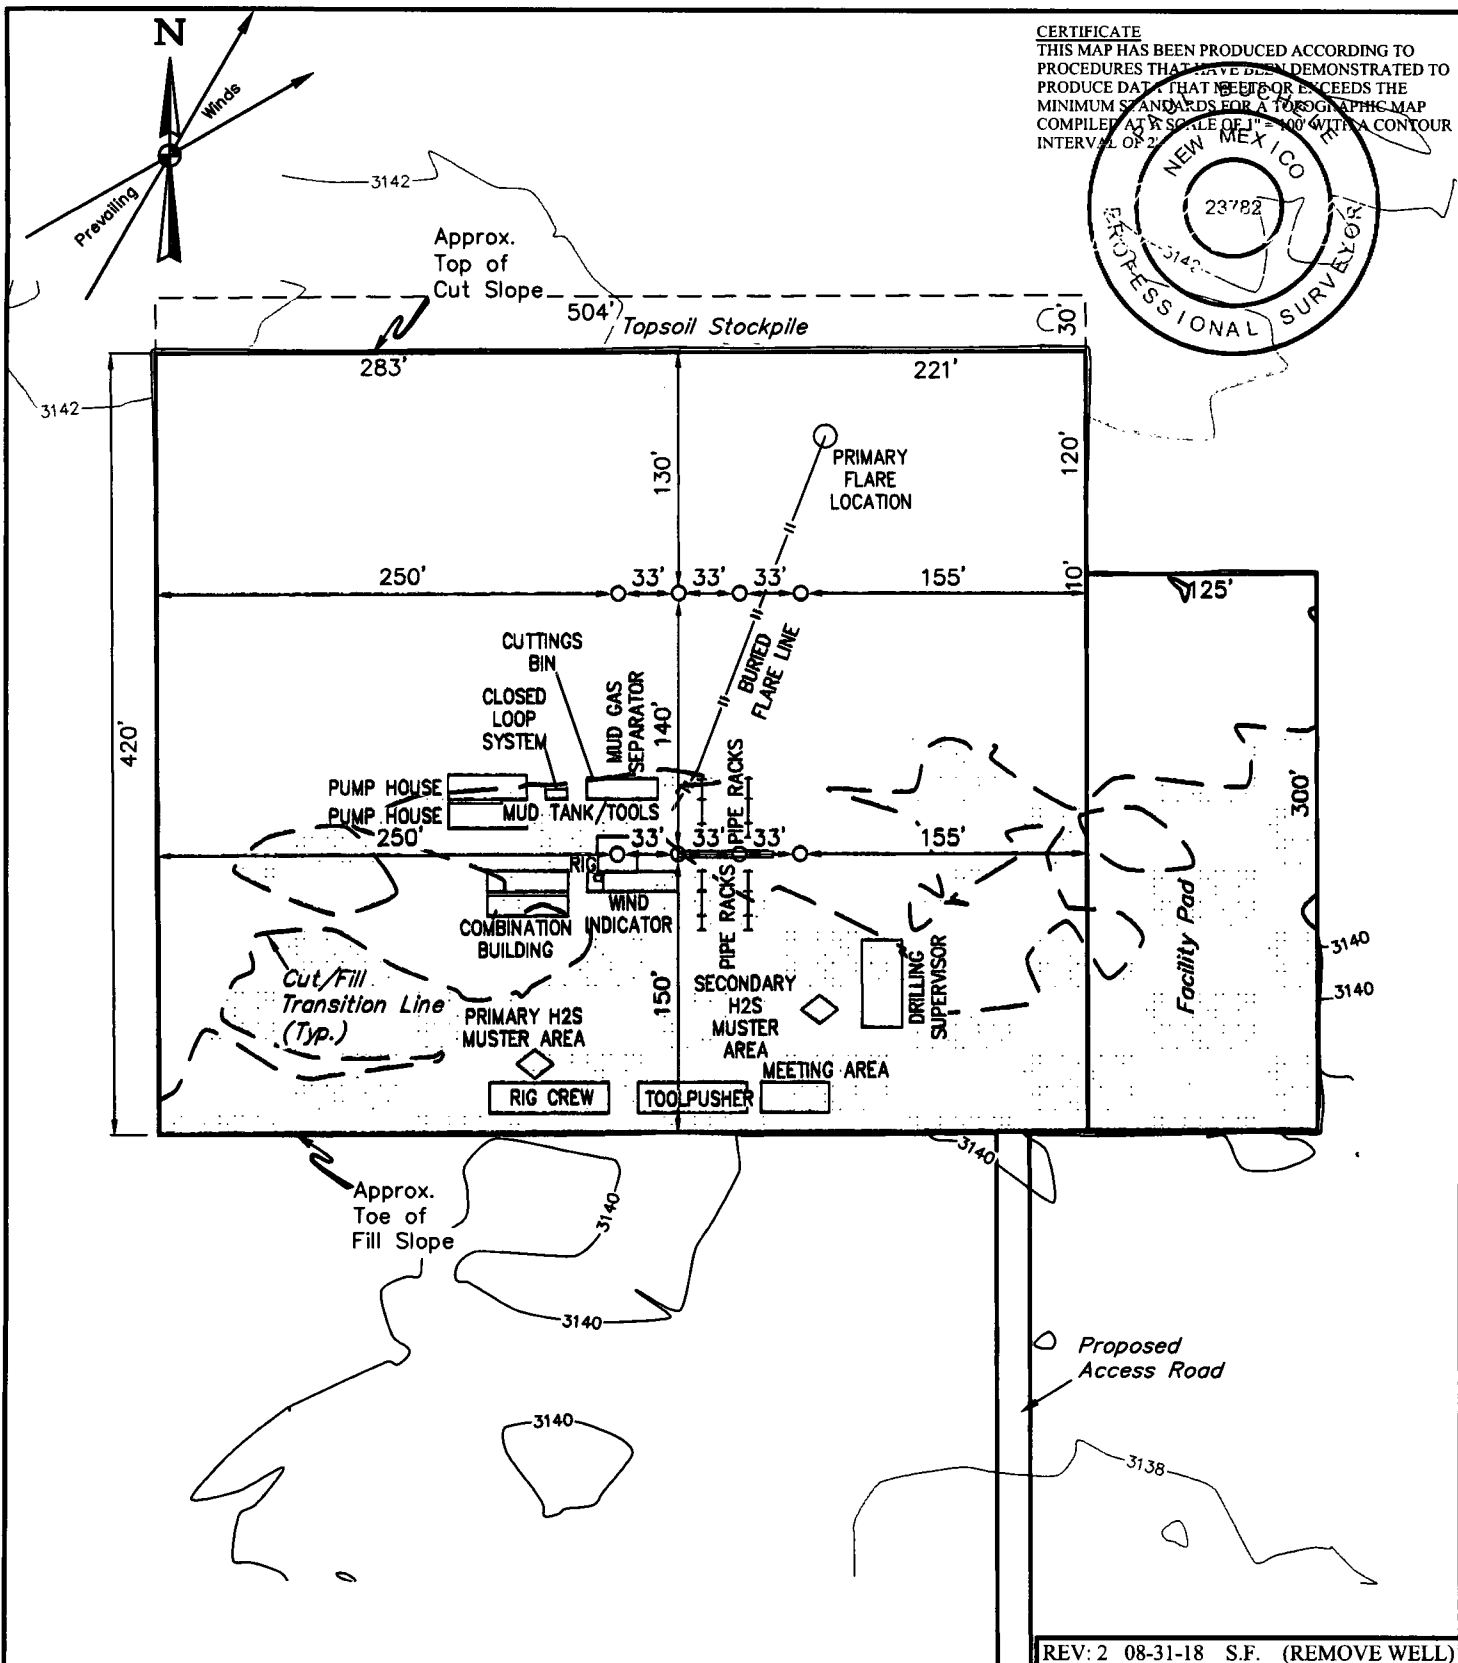 N
Winds
Prevailing
CERTIFICATE
THIS MAP HAS BEEN PRODUCED ACCORDING TO
PROCEDURES THAT HAVE BEEN DEMONSTRATED TO
PRODUCE DATA THAT MEETS OR EXCEEDS THE
MINIMUM STANDARDS FOR A TOPOGRAPHIC MAP
COMPILED AT A SCALE OF 1" = 100' WITH A CONTOUR
INTERVAL OF 2'.
PAUL BUCHELE
NEW MEXICO
23782
PROFESSIONAL SURVEYOR
3142
3142
Approx.
Top of
Cut Slope
504'
Topsoil Stockpile
30'
283'
221'
3142
130'
120'
PRIMARY
FLARE
LOCATION
250'
33'
33'
33'
155'
10'
125'
CUTTINGS
BIN
CLOSED
LOOP
SYSTEM
MUD GAS
SEPARATOR
140'
BURIED
FLARE LINE
420'
300'
PUMP HOUSE
PUMP HOUSE
MUD TANK/TOOLS
PIPE RACKS
250'
33'
33'
33'
155'
RIG
WIND
INDICATOR
COMBINATION
BUILDING
PIPE RACKS
Facility Pad
3140
3140
Cut/Fill
Transition Line
(Typ.)
150'
SECONDARY
H2S
MUSTER
AREA
DRILLING
SUPERVISOR
PRIMARY H2S
MUSTER AREA
MEETING AREA
RIG CREW
TOOLPUSHER
3140
Approx.
Toe of
Fill Slope
3140
3140
Proposed
Access Road
3140
3138
REV: 2 08-31-18 S.F. (REMOVE WELL)